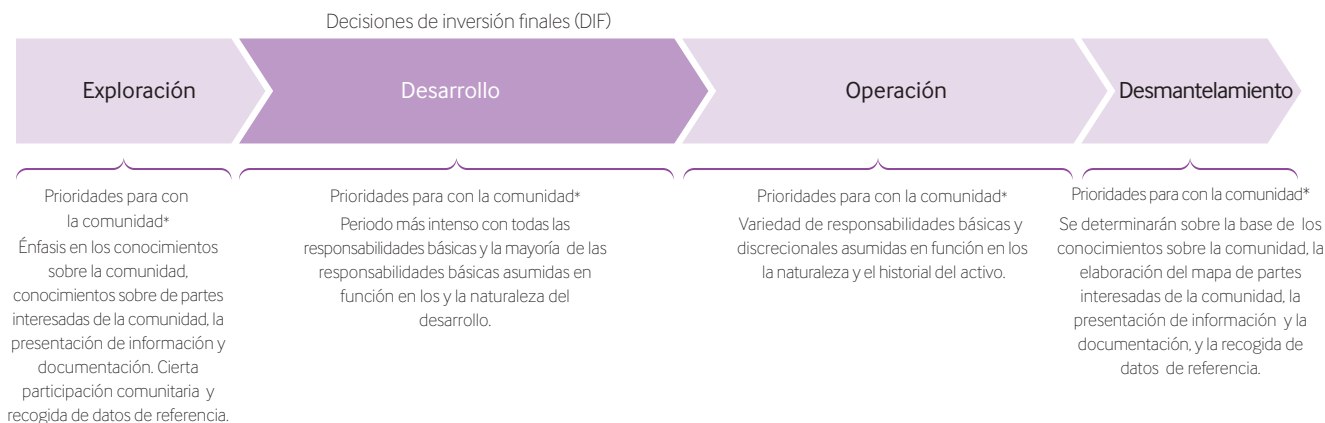 Decisiones de inversión finales (DIF)
Exploración
Desarrollo
Operación
Desmantelamiento
Prioridades para con
la comunidad*
Énfasis en los conocimientos
sobre la comunidad,
conocimientos sobre de partes
interesadas de la comunidad, la
presentación de información y
documentación. Cierta
participación comunitaria y
recogida de datos de referencia.
Prioridades para con la comunidad*
Periodo más intenso con todas las
responsabilidades básicas y la mayoría de las
responsabilidades básicas asumidas en
función en los y la naturaleza del
desarrollo.
Prioridades para con la comunidad*
Variedad de responsabilidades básicas y
discrecionales asumidas en función en los
la naturaleza y el historial del activo.
Prioridades para con la comunidad*
Se determinarán sobre la base de los
conocimientos sobre la comunidad, la
elaboración del mapa de partes
interesadas de la comunidad, la
presentación de información y la
documentación, y la recogida de
datos de referencia.